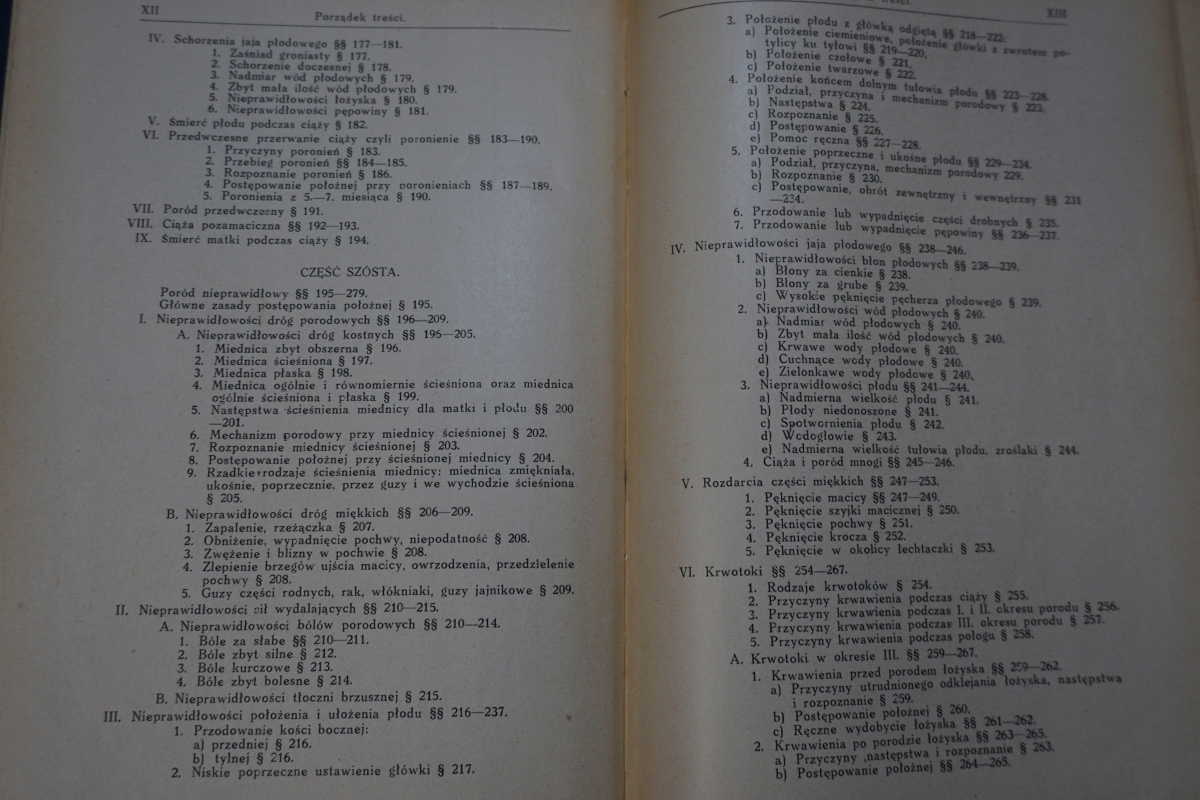 XII
Porządek treści.
IV. Schorzenia jaja płodowego §§ 177—181.
1. Zaśniad groniasty § 177.
2. Schorzenie doczesnej § 178.
3. Nadmiar wód płodowych § 179.
4. Zbyt mała ilość wód płodowych § 179.
5. Nieprawidłowości łożyska § 180.
6. Nieprawidłowości pępowiny § 181.
V. Śmierć płodu podczas ciąży § 182.
VI. Przedwczesne przerwanie ciąży czyli poronienie §§ 183—190.
1. Przyczyny poronień § 183.
2. Przebieg poronień §§ 184—185.
3. Rozpoznanie poronień § 186.
4. Postępowanie położnej przy poronieniach §§ 187—189.
5. Poronienia z 5.—7. miesiąca § 190.
VII. Poród przedwczesny § 191.
VIII. Ciąża pozamaciczna §§ 192—193.
IX. Śmierć matki podczas ciąży § 194.
CZĘŚĆ SZÓSTA.
Poród nieprawidłowy §§ 195—279.
Główne zasady postępowania położnej § 195.
I. Nieprawidłowości dróg porodowych §§ 196—209.
A. Nieprawidłowości dróg kostnych §§ 196—205.
1. Miednica zbyt obszerna § 196.
2. Miednica ścieśniona § 197.
3. Miednica płaska § 198.
4. Miednica ogólnie i równomiernie ścieśniona oraz miednica
ogólnie ścieśniona i płaska § 199.
5. Następstwa ścieśnienia miednicy dla matki i płodu §§ 200
—201.
6. Mechanizm porodowy przy miednicy ścieśnionej § 202.
7. Rozpoznanie miednicy ścieśnionej § 203.
8. Postępowanie położnej przy ścieśnionej miednicy § 204.
9. Rzadkie rodzaje ścieśnienia miednicy: miednica zmiękniała,
ukośnie, poprzecznie, przez guzy i we wychodzie ścieśniona
§ 205.
B. Nieprawidłowości dróg miękkich §§ 206—209.
1. Zapalenie, rzeżączka § 207.
2. Obniżenie, wypadnięcie pochwy, niepodatność § 208.
3. Zwężenie i blizny w pochwie § 208.
4. Zlepienie brzegów ujścia macicy, owrzodzenia, przedzielenie
pochwy § 208.
5. Guzy części rodnych, rak, włókniaki, guzy jajnikowe § 209.
II. Nieprawidłowości sił wydalających §§ 210—215.
A. Nieprawidłowości bólów porodowych §§ 210—214.
1. Bóle za słabe §§ 210—211.
2. Bóle zbyt silne § 212.
3. Bóle kurczowe § 213.
4. Bóle zbyt bolesne § 214.
B. Nieprawidłowości tłoczni brzusznej § 215.
III. Nieprawidłowości położenia i ułożenia płodu §§ 216—237.
1. Przodowanie kości bocznej:
a) przedniej § 216.
b) tylnej § 216.
2. Niskie poprzeczne ustawienie główki § 217.
XIII
3. Położenie płodu z główką odgiętą §§ 218—222.
a) Położenie ciemieniowe, położenie główki z zwrotem po-
tylicy ku tyłowi §§ 219—220.
b) Położenie czołowe § 221.
c) Położenie twarzowe § 222.
4. Położenie końcem dolnym tułowia płodu §§ 223—228.
a) Podział, przyczyna i mechanizm porodowy § 223.
b) Następstwa § 224.
c) Rozpoznanie § 225.
d) Postępowanie § 226.
e) Pomoc ręczna §§ 227—228.
5. Położenie poprzeczne i ukośne płodu §§ 229—234.
a) Podział, przyczyna, mechanizm porodowy 229.
b) Rozpoznanie § 230.
c) Postępowanie, obrót zewnętrzny i wewnętrzny §§ 231
—234.
6. Przodowanie lub wypadnięcie części drobnych § 235.
7. Przodowanie lub wypadnięcie pępowiny §§ 236—237.
IV. Nieprawidłowości jaja płodowego §§ 238—246.
1. Nieprawidłowości błon płodowych §§ 238—239.
a) Błony za cienkie § 238.
b) Błony za grube § 239.
c) Wysokie pęknięcie pęcherza płodowego § 239.
2. Nieprawidłowości wód płodowych § 240.
a) Nadmiar wód płodowych § 240.
b) Zbyt mała ilość wód płodowych § 240.
c) Krwawe wody płodowe § 240.
d) Cuchnące wody płodowe § 240.
e) Zielonkawe wody płodowe § 240.
3. Nieprawidłowości płodu §§ 241—244.
a) Nadmierna wielkość płodu § 241.
b) Płody niedonoszone § 241.
c) Spotwornienia płodu § 242.
d) Wodogłowie § 243.
e) Nadmierna wielkość tułowia płodu, zroślaki § 244.
4. Ciąża i poród mnogi §§ 245—246.
V. Rozdarcia części miękkich §§ 247—253.
1. Pęknięcie macicy §§ 247—249.
2. Pęknięcie szyjki macicznej § 250.
3. Pęknięcie pochwy § 251.
4. Pęknięcie krocza § 252.
5. Pęknięcie w okolicy łechtaczki § 253.
VI. Krwotoki §§ 254—267.
1. Rodzaje krwotoków § 254.
2. Przyczyny krwawienia podczas ciąży § 255.
3. Przyczyny krwawienia podczas I. i II. okresu porodu § 256.
4. Przyczyny krwawienia podczas III. okresu porodu § 257.
5. Przyczyny krwawienia podczas połogu § 258.
A. Krwotoki w okresie III. §§ 259—267.
1. Krwawienia przed porodem łożyska §§ 259—262.
a) Przyczyny utrudnionego odklejania łożyska, następstwa
i rozpoznanie § 259.
b) Postępowanie położnej § 260.
c) Ręczne wydobycie łożyska §§ 261—262.
2. Krwawienia po porodzie łożyska §§ 263—265.
a) Przyczyny ,następstwa i rozpoznanie § 263.
b) Postępowanie położnej §§ 264—265.